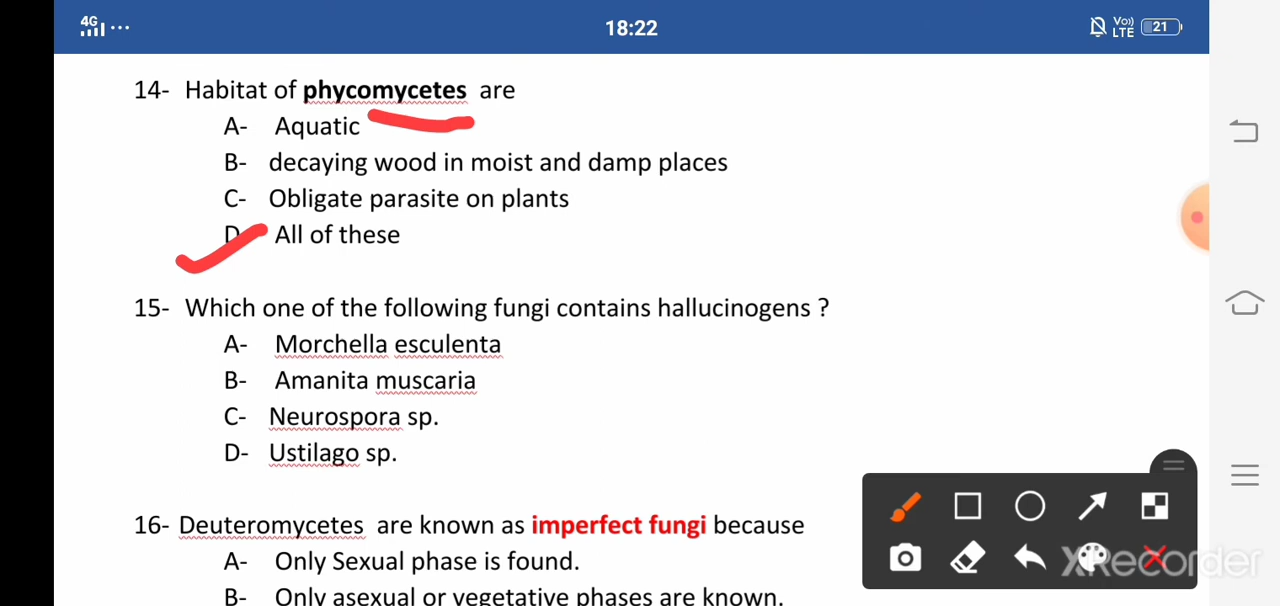 4G 18:22 Vo)) LTE 21
14- Habitat of phycomycetes are
A- Aquatic
B- decaying wood in moist and damp places
C- Obligate parasite on plants
D- All of these
15- Which one of the following fungi contains hallucinogens ?
A- Morchella esculenta
B- Amanita muscaria
C- Neurospora sp.
D- Ustilago sp.
16- Deuteromycetes are known as imperfect fungi because
A- Only Sexual phase is found.
B- Only asexual or vegetative phases are known.
XRecorder